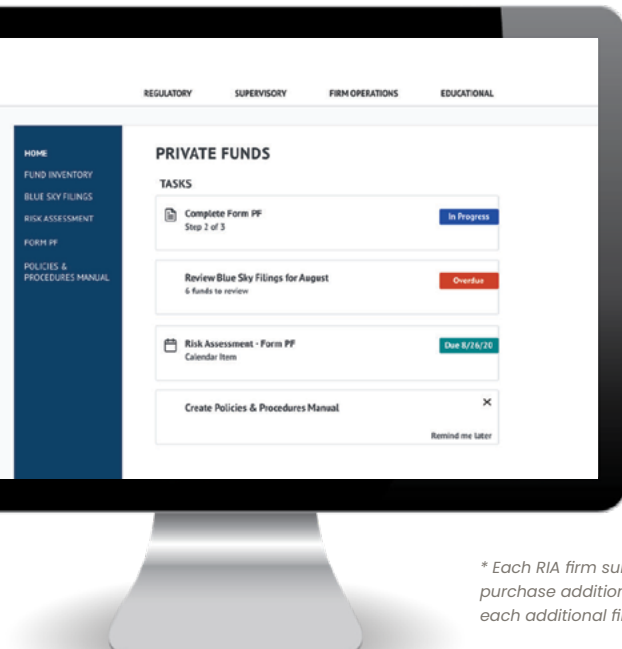 REGULATORY SUPERVISORY FIRM OPERATIONS EDUCATIONAL
HOME
FUND INVENTORY
BLUE SKY FILINGS
RISK ASSESSMENT
FORM PF
POLICIES &
PROCEDURES MANUAL
PRIVATE FUNDS
TASKS
Complete Form PF
Step 2 of 3
In Progress
Review Blue Sky Filings for August
6 funds to review
Overdue
Risk Assessment - Form PF
Calendar Item
Due 8/26/20
Create Policies & Procedures Manual
Remind me later
* Each RIA firm
purchase
each additional